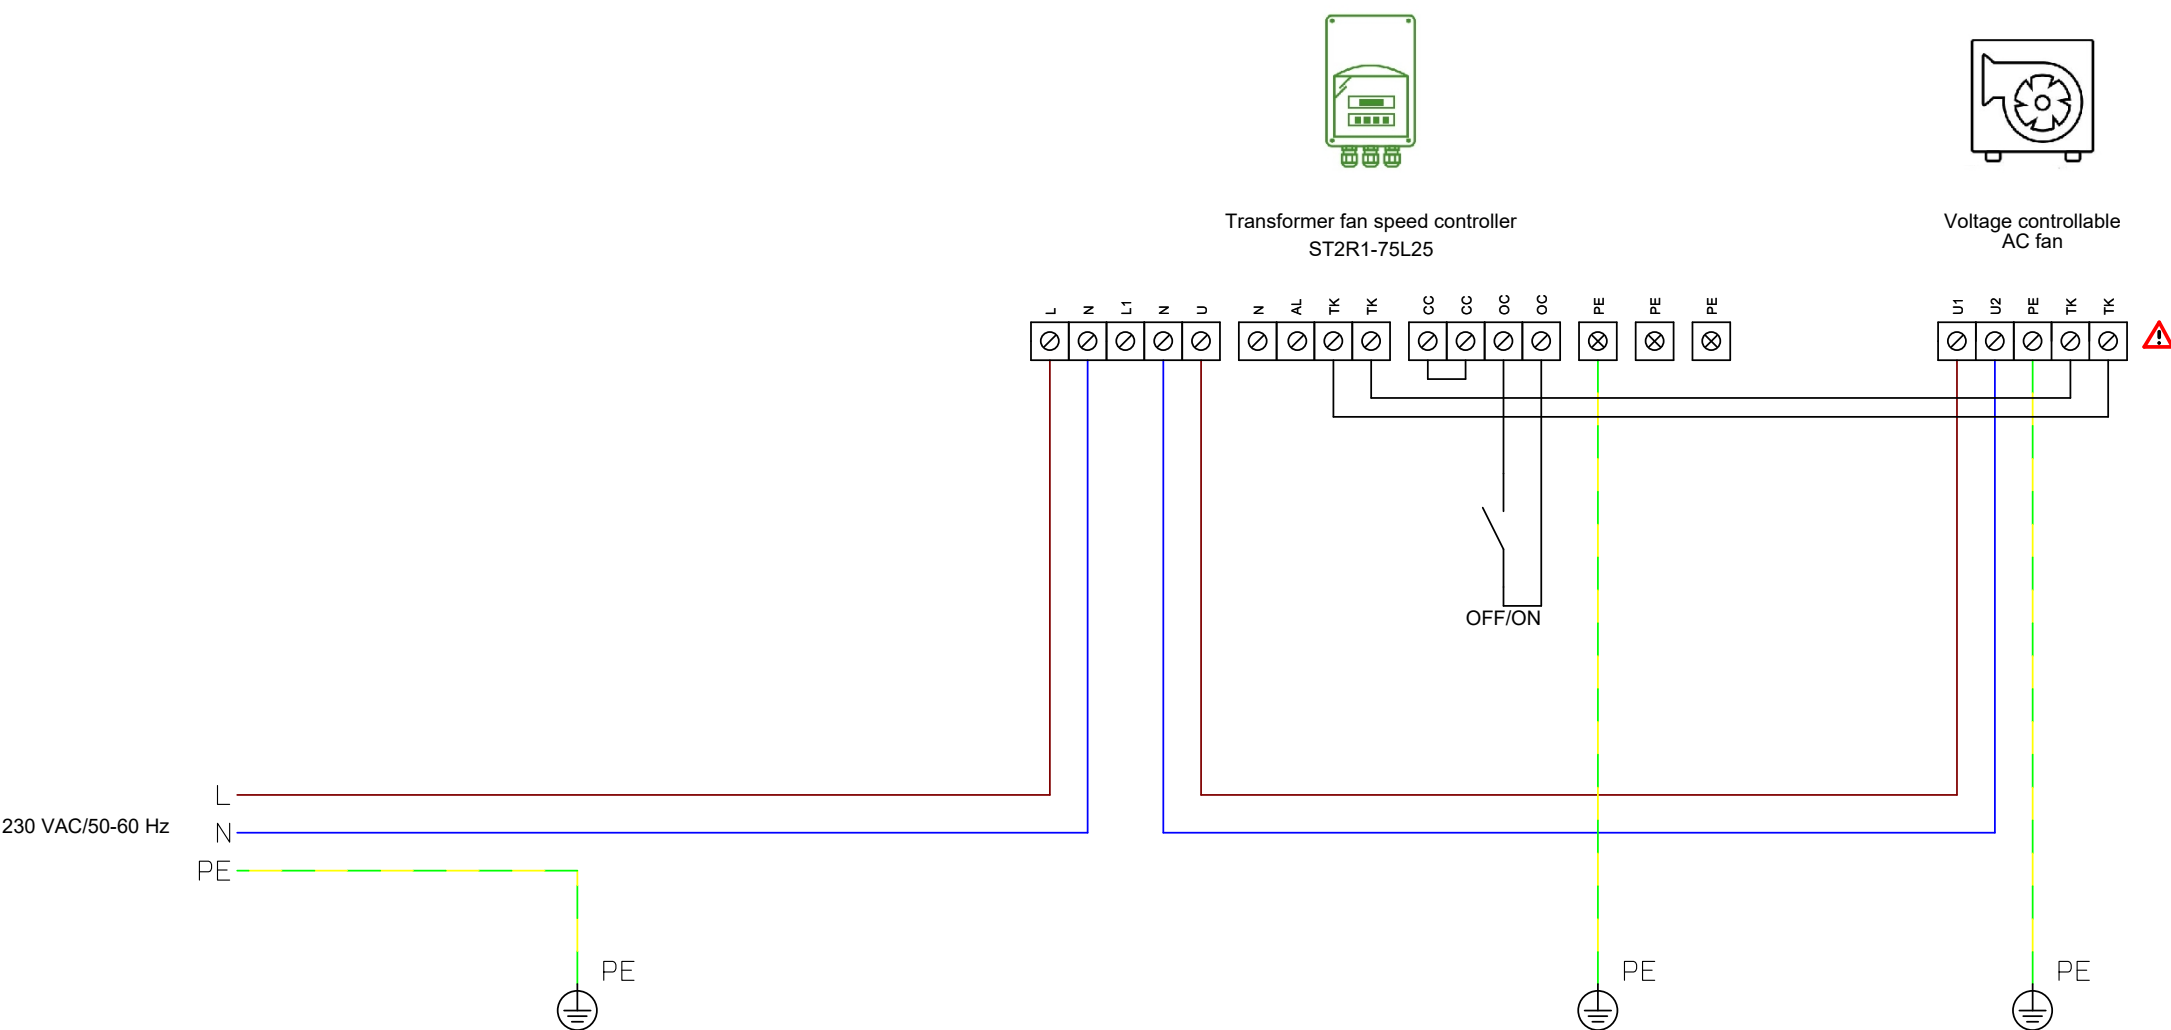 Transformer fan speed controller
ST2R1-75L25
Voltage controllable
AC fan
L N L1 N U N AL TK TK CC CC OC OC PE PE PE U1 U2 PE TK TK
OFF/ON
L
230 VAC/50-60 Hz
N
PE
PE PE PE